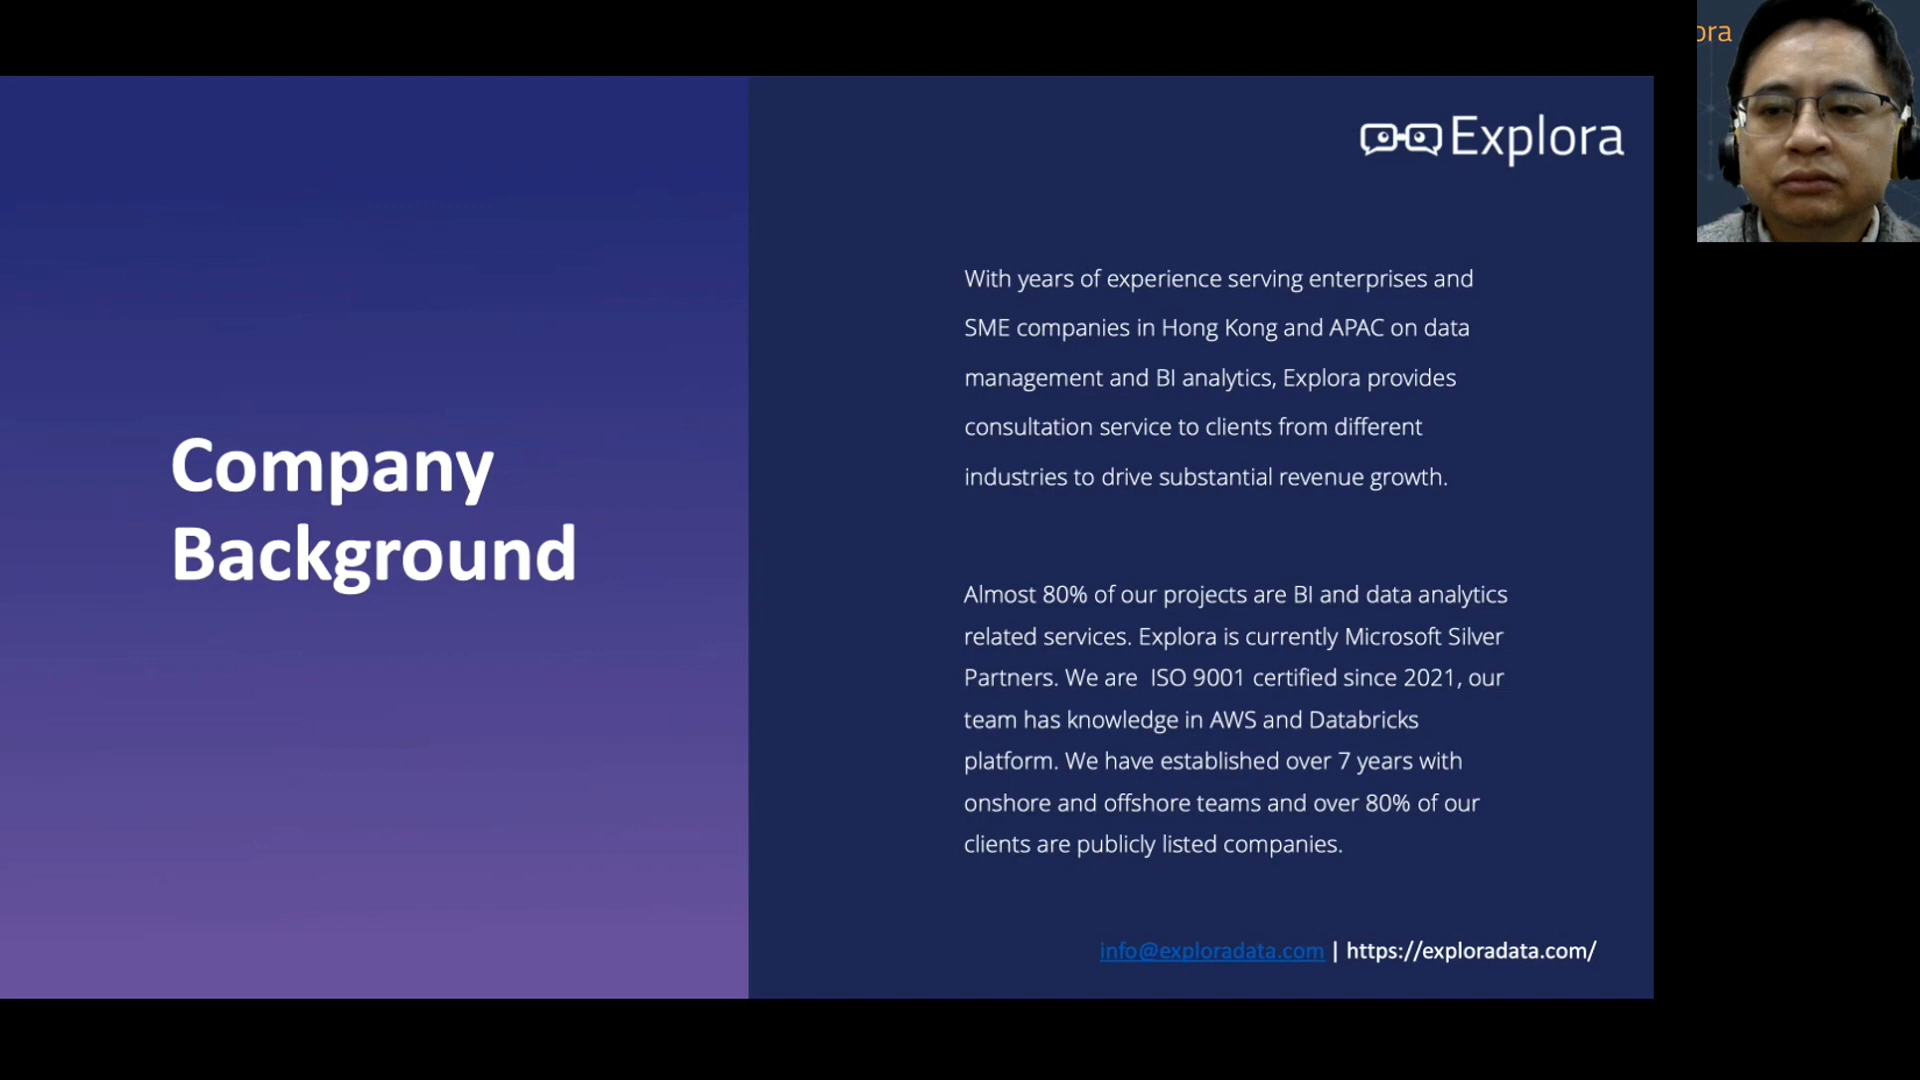 ora
Explora
Company
Background
With years of experience serving enterprises and
SME companies in Hong Kong and APAC on data
management and BI analytics, Explora provides
consultation service to clients from different
industries to drive substantial revenue growth.
Almost 80% of our projects are BI and data analytics
related services. Explora is currently Microsoft Silver
Partners. We are  ISO 9001 certified since 2021, our
team has knowledge in AWS and Databricks
platform. We have established over 7 years with
onshore and offshore teams and over 80% of our
clients are publicly listed companies.
info@exploradata.com | https://exploradata.com/